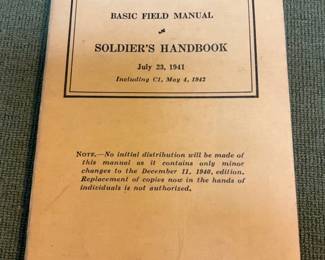 BASIC FIELD MANUAL
SOLDIER'S HANDBOOK
July 23, 1941
Including C1, May 4, 1942
NOTE.—No initial distribution will be made of
this manual as it contains only minor
changes to the December 11, 1940, edition.
Replacement of copies now in the hands of
individuals is not authorized.